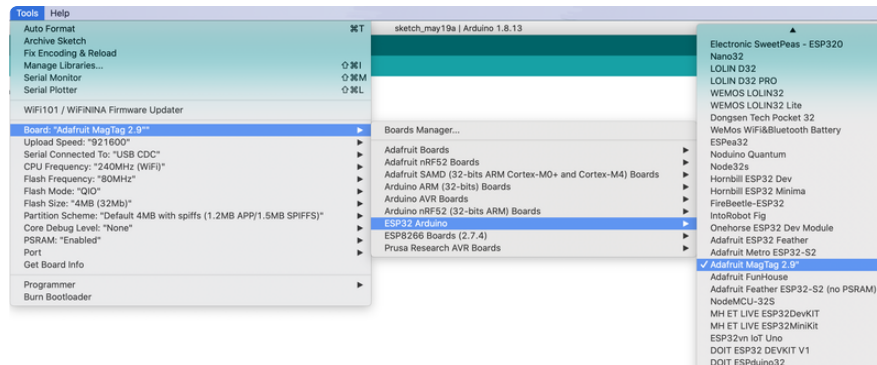 Tools Help
sketch_may19a | Arduino 1.8.13
Auto Format ⌘T
Archive Sketch
Fix Encoding & Reload
Manage Libraries... ⇧⌘I
Serial Monitor ⇧⌘M
Serial Plotter ⇧⌘L
WiFi101 / WiFiNINA Firmware Updater
Board: "Adafruit MagTag 2.9""
Upload Speed: "921600"
Serial Connected To: "USB CDC"
CPU Frequency: "240MHz (WiFi)"
Flash Frequency: "80MHz"
Flash Mode: "QIO"
Flash Size: "4MB (32Mb)"
Partition Scheme: "Default 4MB with spiffs (1.2MB APP/1.5MB SPIFFS)"
Core Debug Level: "None"
PSRAM: "Enabled"
Port
Get Board Info
Programmer
Burn Bootloader
Boards Manager...
Adafruit Boards
Adafruit nRF52 Boards
Adafruit SAMD (32-bits ARM Cortex-M0+ and Cortex-M4) Boards
Arduino ARM (32-bits) Boards
Arduino AVR Boards
Arduino nRF52 (32-bits ARM) Boards
ESP32 Arduino
ESP8266 Boards (2.7.4)
Prusa Research AVR Boards
Electronic SweetPeas - ESP320
Nano32
LOLIN D32
LOLIN D32 PRO
WEMOS LOLIN32
WEMOS LOLIN32 Lite
Dongsen Tech Pocket 32
WeMos WiFi&Bluetooth Battery
ESPea32
Noduino Quantum
Node32s
Hornbill ESP32 Dev
Hornbill ESP32 Minima
FireBeetle-ESP32
IntoRobot Fig
Onehorse ESP32 Dev Module
Adafruit ESP32 Feather
Adafruit Metro ESP32-S2
✓ Adafruit MagTag 2.9"
Adafruit FunHouse
Adafruit Feather ESP32-S2 (no PSRAM)
NodeMCU-32S
MH ET LIVE ESP32DevKIT
MH ET LIVE ESP32MiniKit
ESP32vn IoT Uno
DOIT ESP32 DEVKIT V1
DOIT ESPduino32